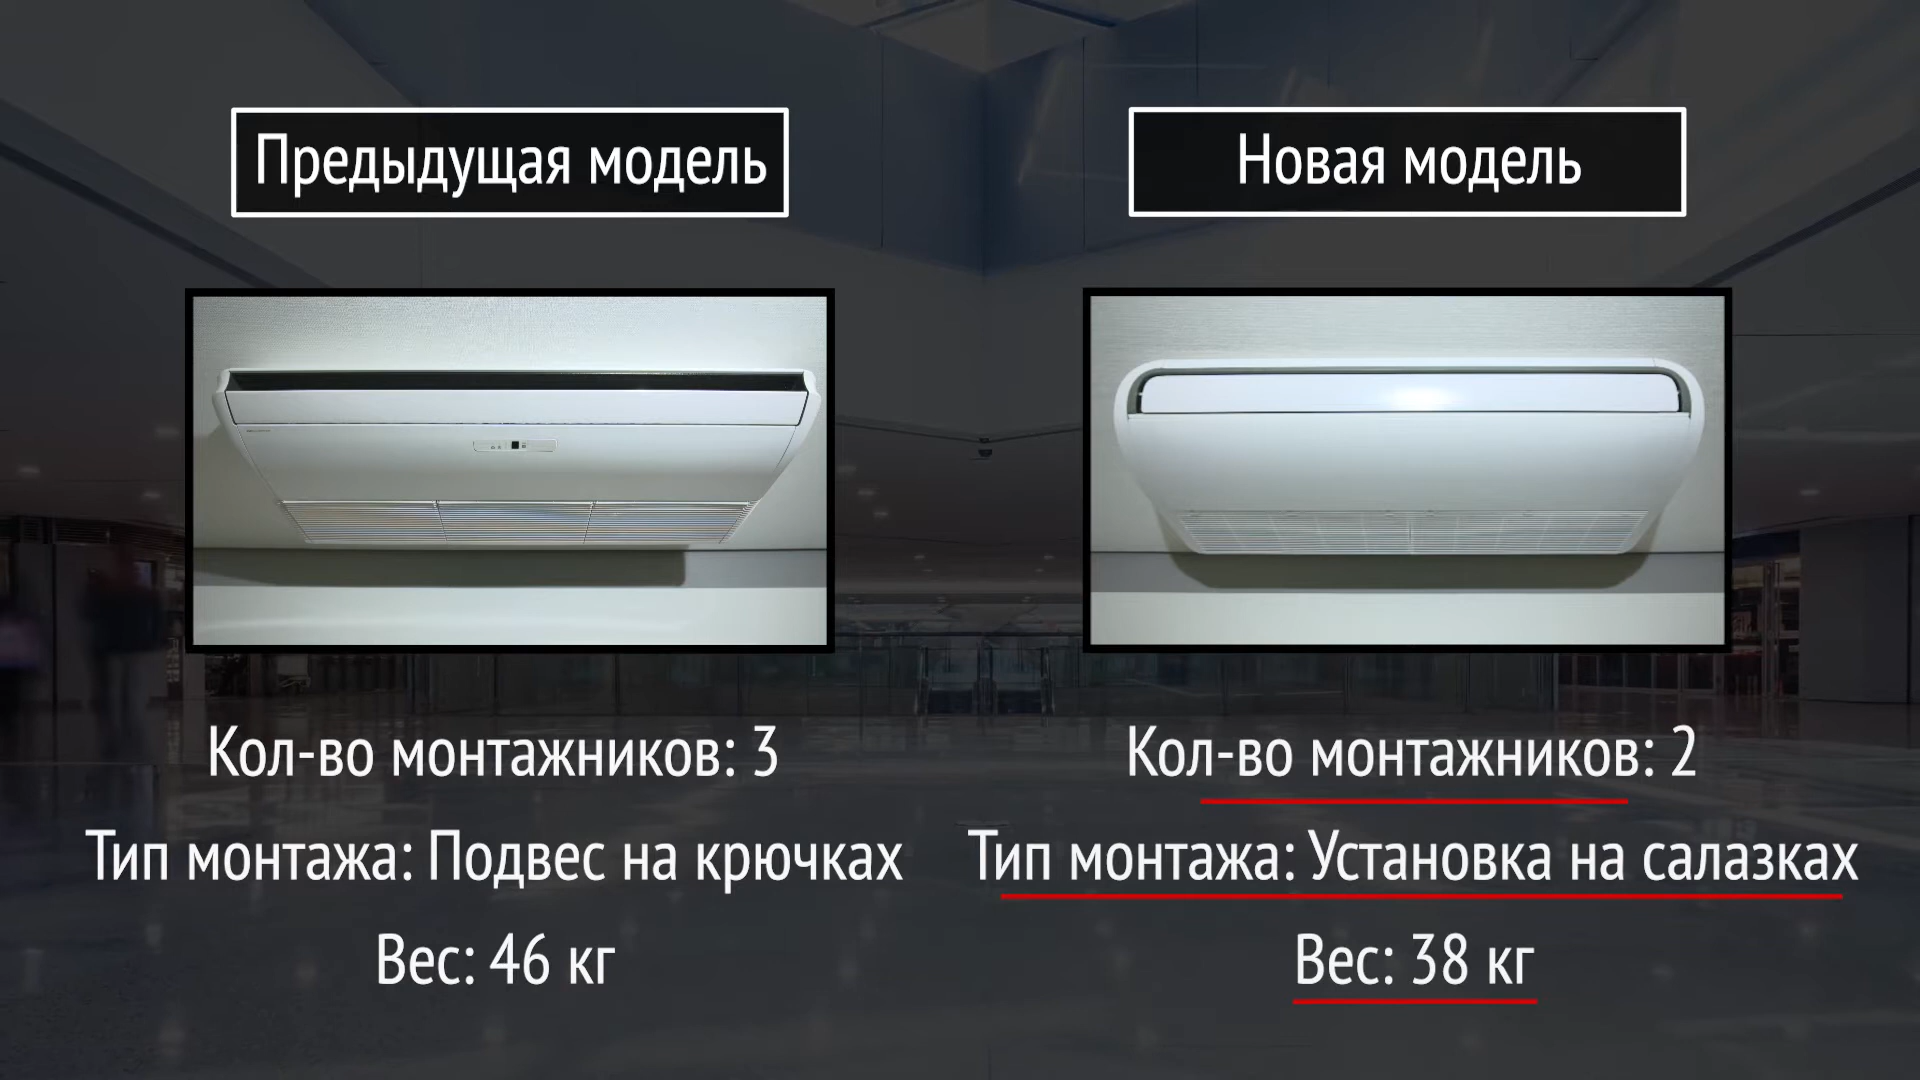 Предыдущая модель
Новая модель
Кол-во монтажников: 3
Тип монтажа: Подвес на крючках
Вес: 46 кг
Кол-во монтажников: 2
Тип монтажа: Установка на салазках
Вес: 38 кг